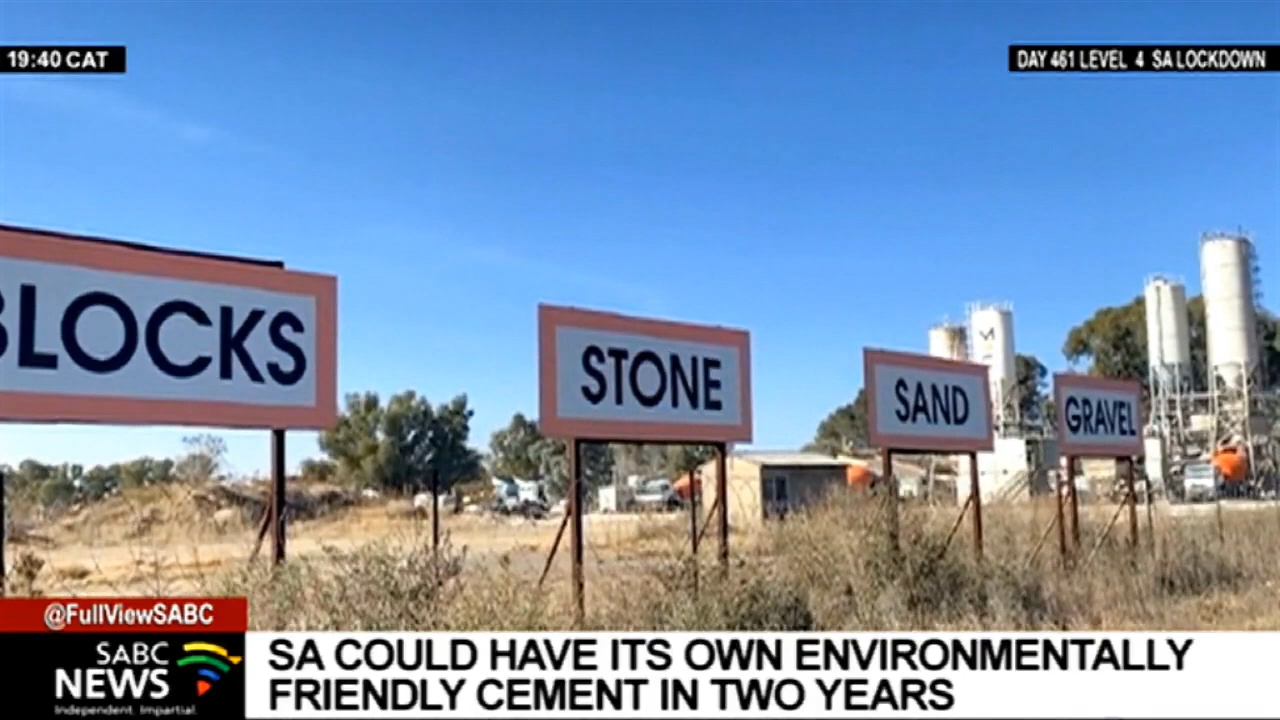 19:40 CAT
DAY 461 LEVEL 4 SA LOCKDOWN
BLOCKS
STONE
SAND
GRAVEL
@FullViewSABC
SABC
NEWS
Independent. Impartial.
SA COULD HAVE ITS OWN ENVIRONMENTALLY
FRIENDLY CEMENT IN TWO YEARS